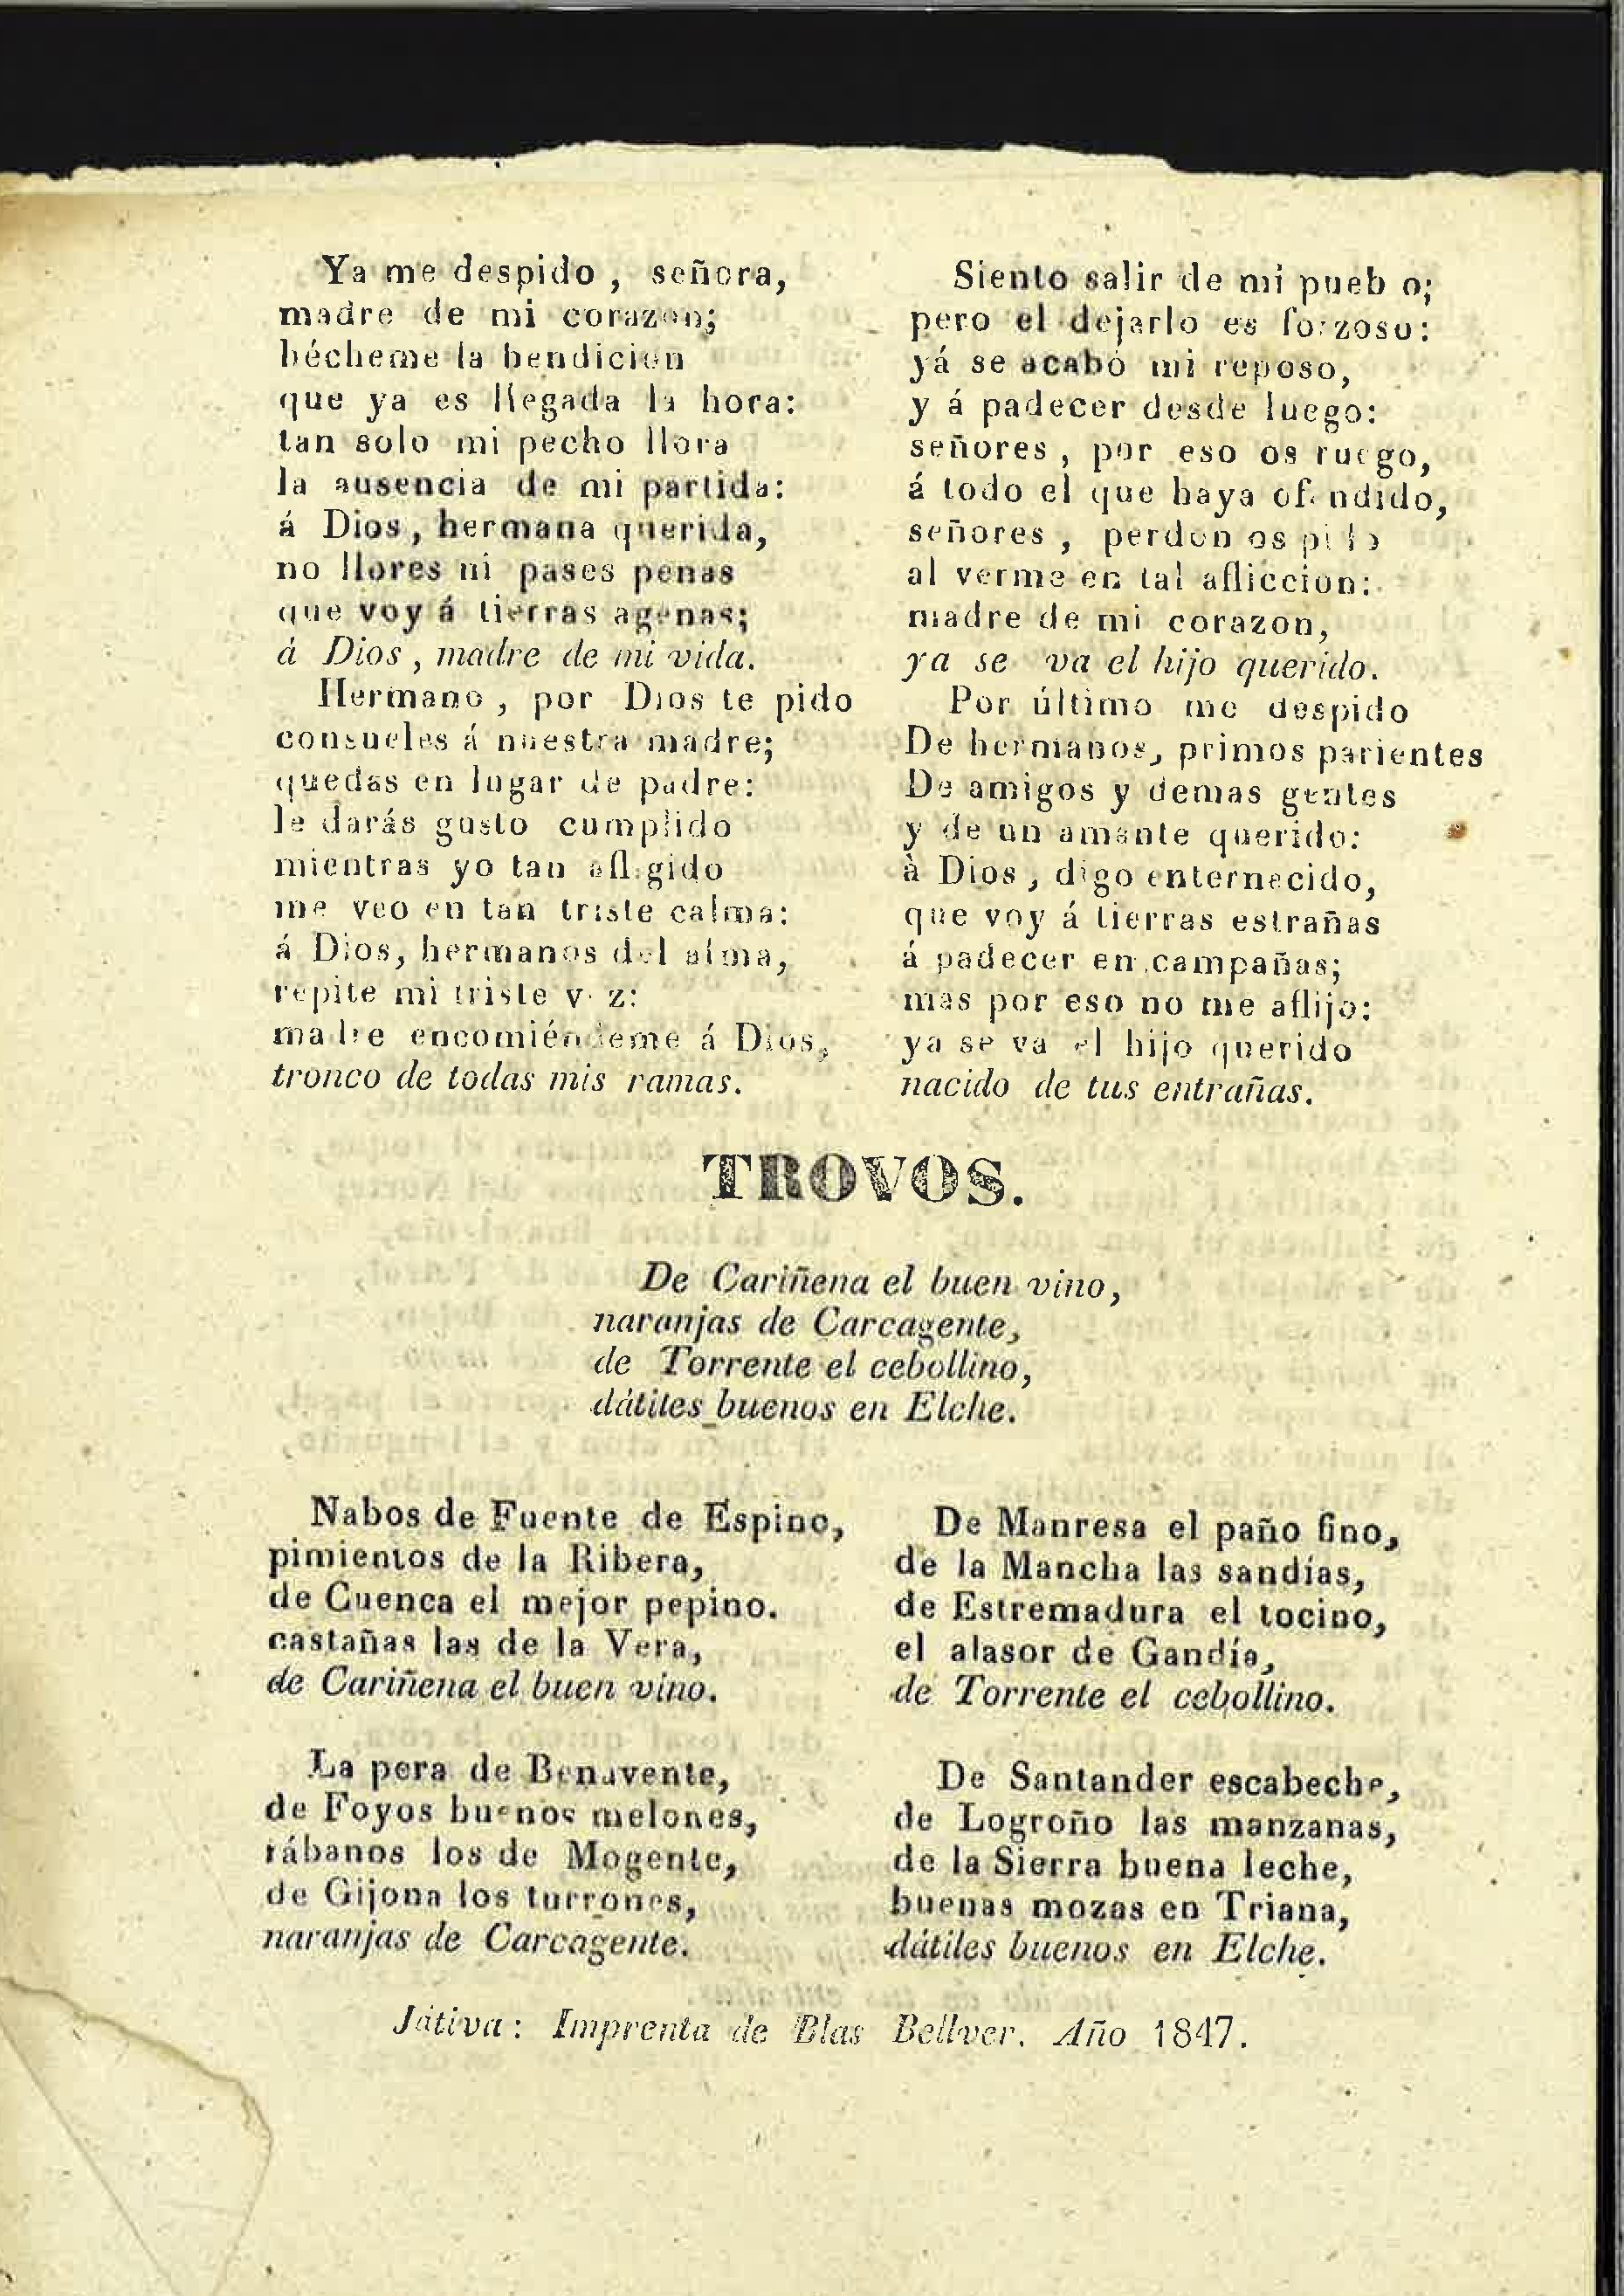 Ya me despido, señora,
madre de mi corazon;
hécheme la bendicion
que ya es llegada la hora:
tan solo mi pecho llora
la ausencia de mi partida:
á Dios, hermana querida,
no llores ni pases penas
que voy á tierras agenas;
á Dios, madre de mi vida.
Hermano, por Dios te pido
consueles á nuestra madre;
quedas en lugar de padre:
le darás gusto cumplido
mientras yo tan afligido
me veo en tan triste calma:
á Dios, hermanos del alma,
repite mi triste voz:
madre encomiéndeme á Dios,
tronco de todas mis ramas.
Siento salir de mi pueblo;
pero el dejarlo es forzoso:
yá se acabó mi reposo,
y á padecer desde luego:
señores, por eso os ruego,
á todo el que haya ofendido,
señores, perdon os pido
al verme en tal afliccion:
madre de mi corazon,
ya se va el hijo querido.
Por último me despido
De hermanos, primos parientes
De amigos y demas gentes
y de un amante querido:
à Dios, digo enternecido,
que voy á tierras estrañas
á padecer en campañas;
mas por eso no me aflijo:
ya se va el hijo querido
nacido de tus entrañas.
TROVOS.
De Cariñena el buen vino,
naranjas de Carcagente,
de Torrente el cebollino,
dátiles buenos en Elche.
Nabos de Fuente de Espino,
pimientos de la Ribera,
de Cuenca el mejor pepino.
castañas las de la Vera,
de Cariñena el buen vino.
La pera de Benavente,
de Foyos buenos melones,
rábanos los de Mogente,
de Gijona los turrones,
naranjas de Carcagente.
De Manresa el paño fino,
de la Mancha las sandías,
de Estremadura el tocino,
el alasor de Gandía,
de Torrente el cebollino.
De Santander escabeche,
de Logroño las manzanas,
de la Sierra buena leche,
buenas mozas en Triana,
dátiles buenos en Elche.
Játiva: Imprenta de Blas Bellver. Año 1847.